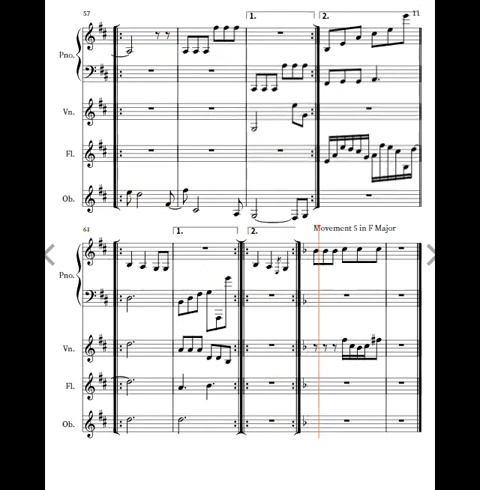 57
1.
2.
11
Pno.
Vn.
Fl.
Ob.
61
1.
2.
Movement 5 in F Major
Pno.
Vn.
Fl.
Ob.